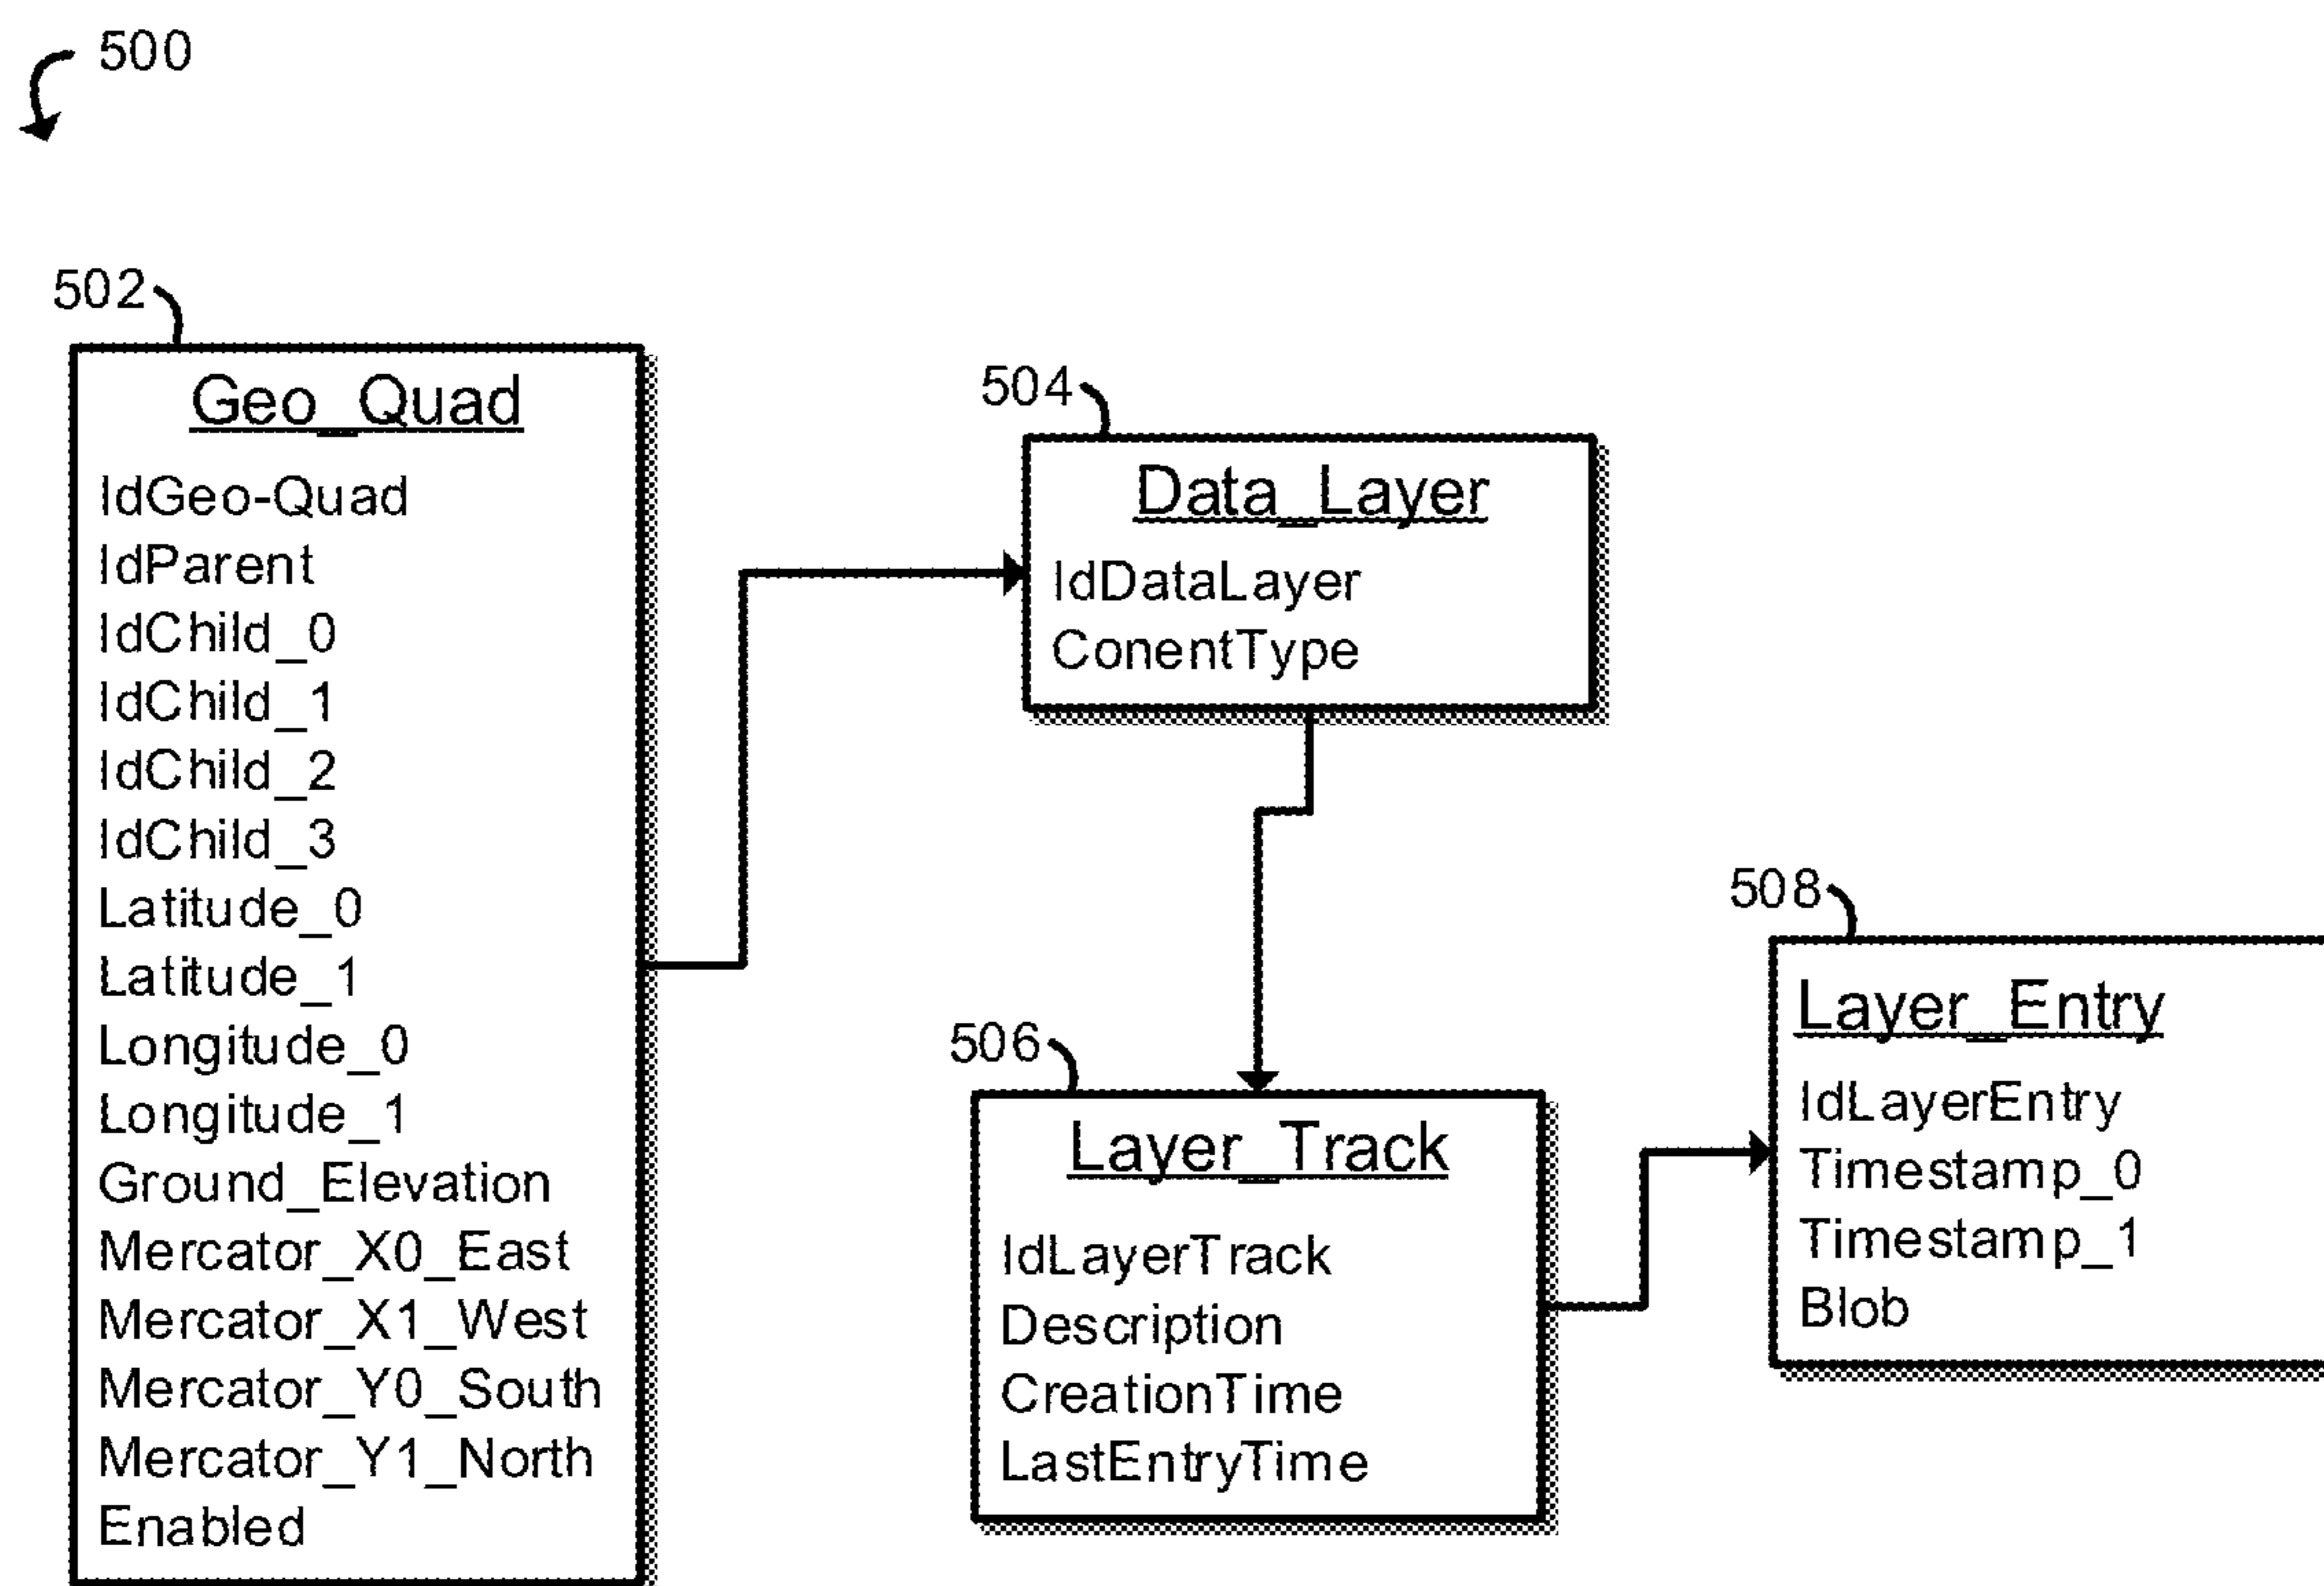 500
502
Geo_Quad
IdGeo-Quad
IdParent
IdChild_0
IdChild_1
IdChild_2
IdChild_3
Latitude_0
Latitude_1
Longitude_0
Longitude_1
Ground_Elevation
Mercator_X0_East
Mercator_X1_West
Mercator_Y0_South
Mercator_Y1_North
Enabled
504
Data_Layer
IdDataLayer
ConentType
506
Layer_Track
IdLayerTrack
Description
CreationTime
LastEntryTime
508
Layer_Entry
IdLayerEntry
Timestamp_0
Timestamp_1
Blob